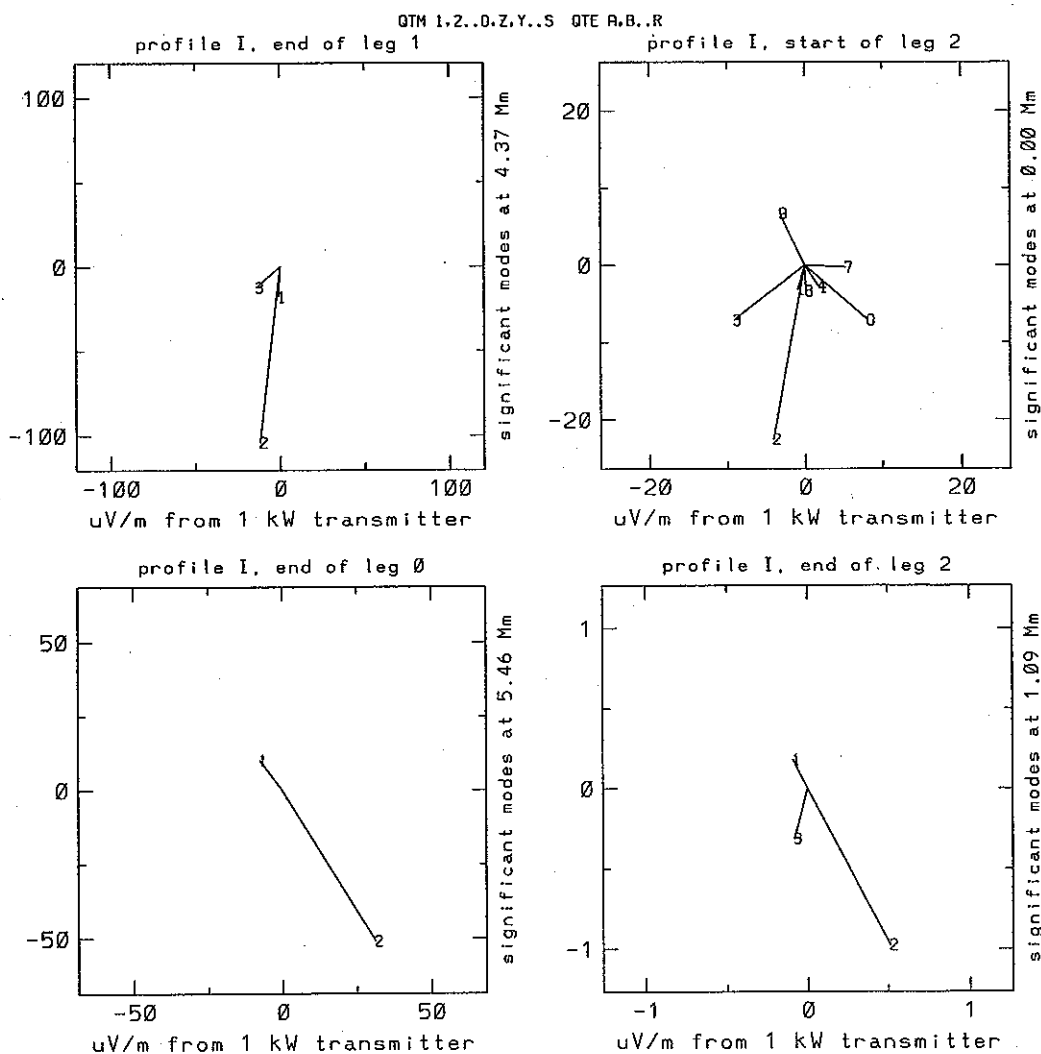 QTM 1,2..0.Z,Y..S QTE A,B..R
profile I, end of leg 1
100
0
-100
-100 0 100
uV/m from 1 kW transmitter
significant modes at 4.37 Mm
3
1
2
profile I, start of leg 2
20
0
-20
-20 0 20
uV/m from 1 kW transmitter
significant modes at 0.00 Mm
7
4
3
2
profile I, end of leg 0
50
0
-50
-50 0 50
uV/m from 1 kW transmitter
significant modes at 5.46 Mm
1
2
profile I, end of leg 2
1
0
-1
-1 0 1
uV/m from 1 kW transmitter
significant modes at 1.09 Mm
1
2